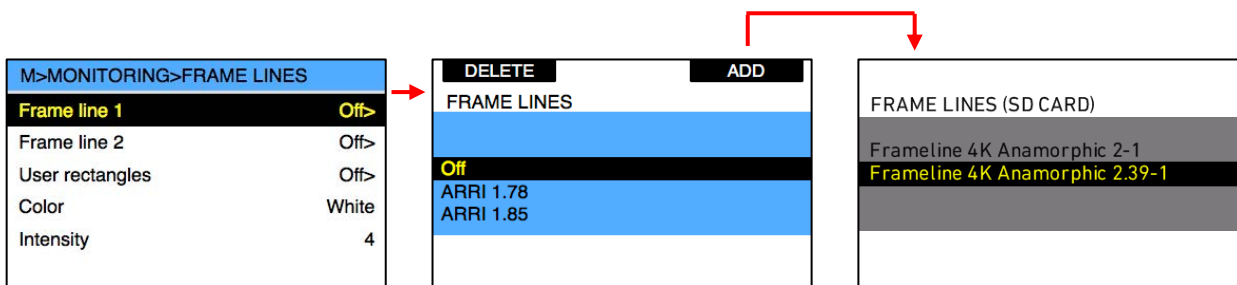 M>MONITORING>FRAME LINES
Frame line 1 Off>
Frame line 2 Off>
User rectangles Off>
Color White
Intensity 4
DELETE ADD
FRAME LINES
Off
ARRI 1.78
ARRI 1.85
FRAME LINES (SD CARD)
Frameline 4K Anamorphic 2-1
Frameline 4K Anamorphic 2.39-1